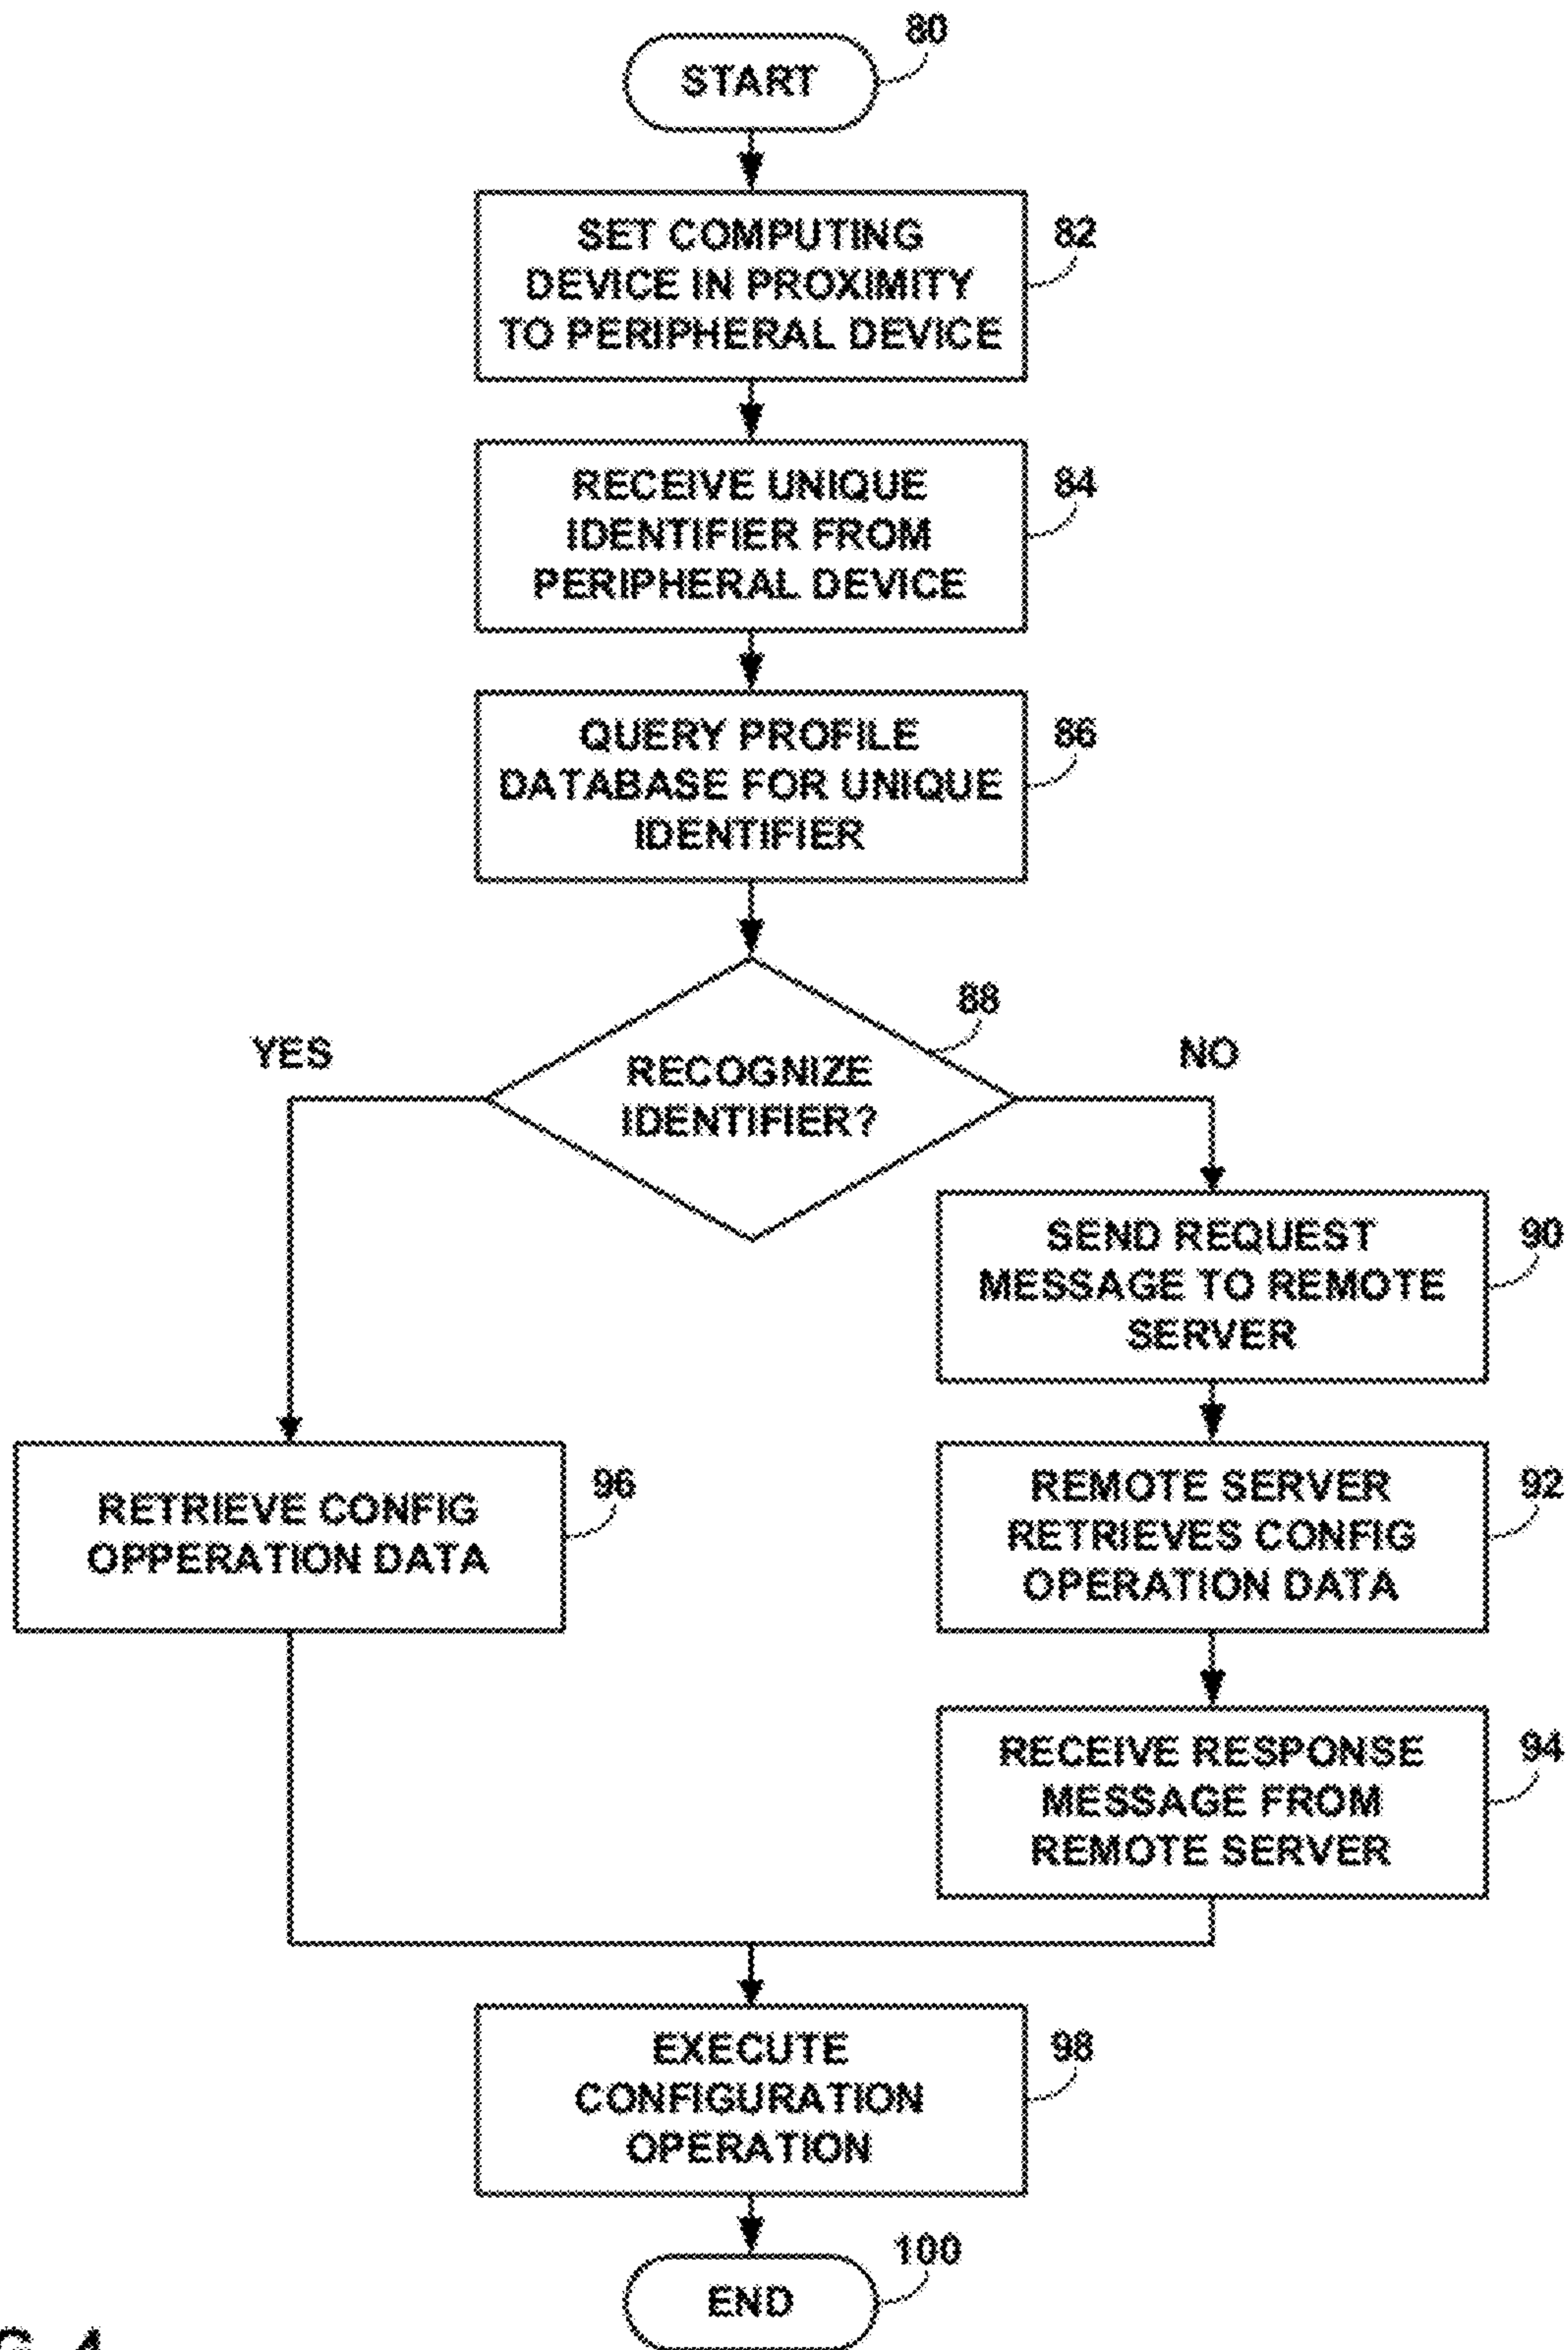 80
START
SET COMPUTING
DEVICE IN PROXIMITY
TO PERIPHERAL DEVICE
82
RECEIVE UNIQUE
IDENTIFIER FROM
PERIPHERAL DEVICE
84
QUERY PROFILE
DATABASE FOR UNIQUE
IDENTIFIER
86
88
RECOGNIZE
IDENTIFIER?
YES
NO
SEND REQUEST
MESSAGE TO REMOTE
SERVER
90
RETRIEVE CONFIG
OPPERATION DATA
96
REMOTE SERVER
RETRIEVES CONFIG
OPERATION DATA
92
RECEIVE RESPONSE
MESSAGE FROM
REMOTE SERVER
94
EXECUTE
CONFIGURATION
OPERATION
98
100
END